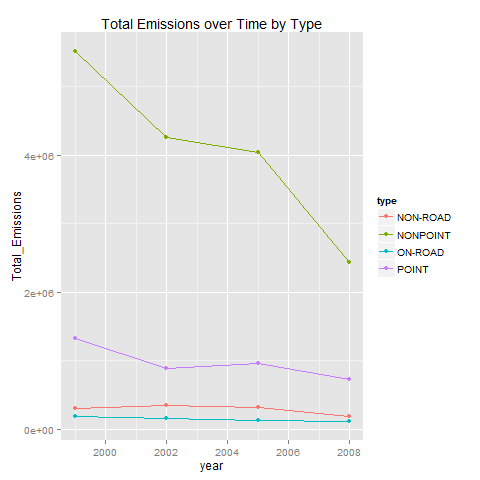 Total Emissions over Time by Type
Total_Emissions
4e+06
2e+06
0e+00
2000 2002 2004 2006 2008
year
type
NON-ROAD
NONPOINT
ON-ROAD
POINT